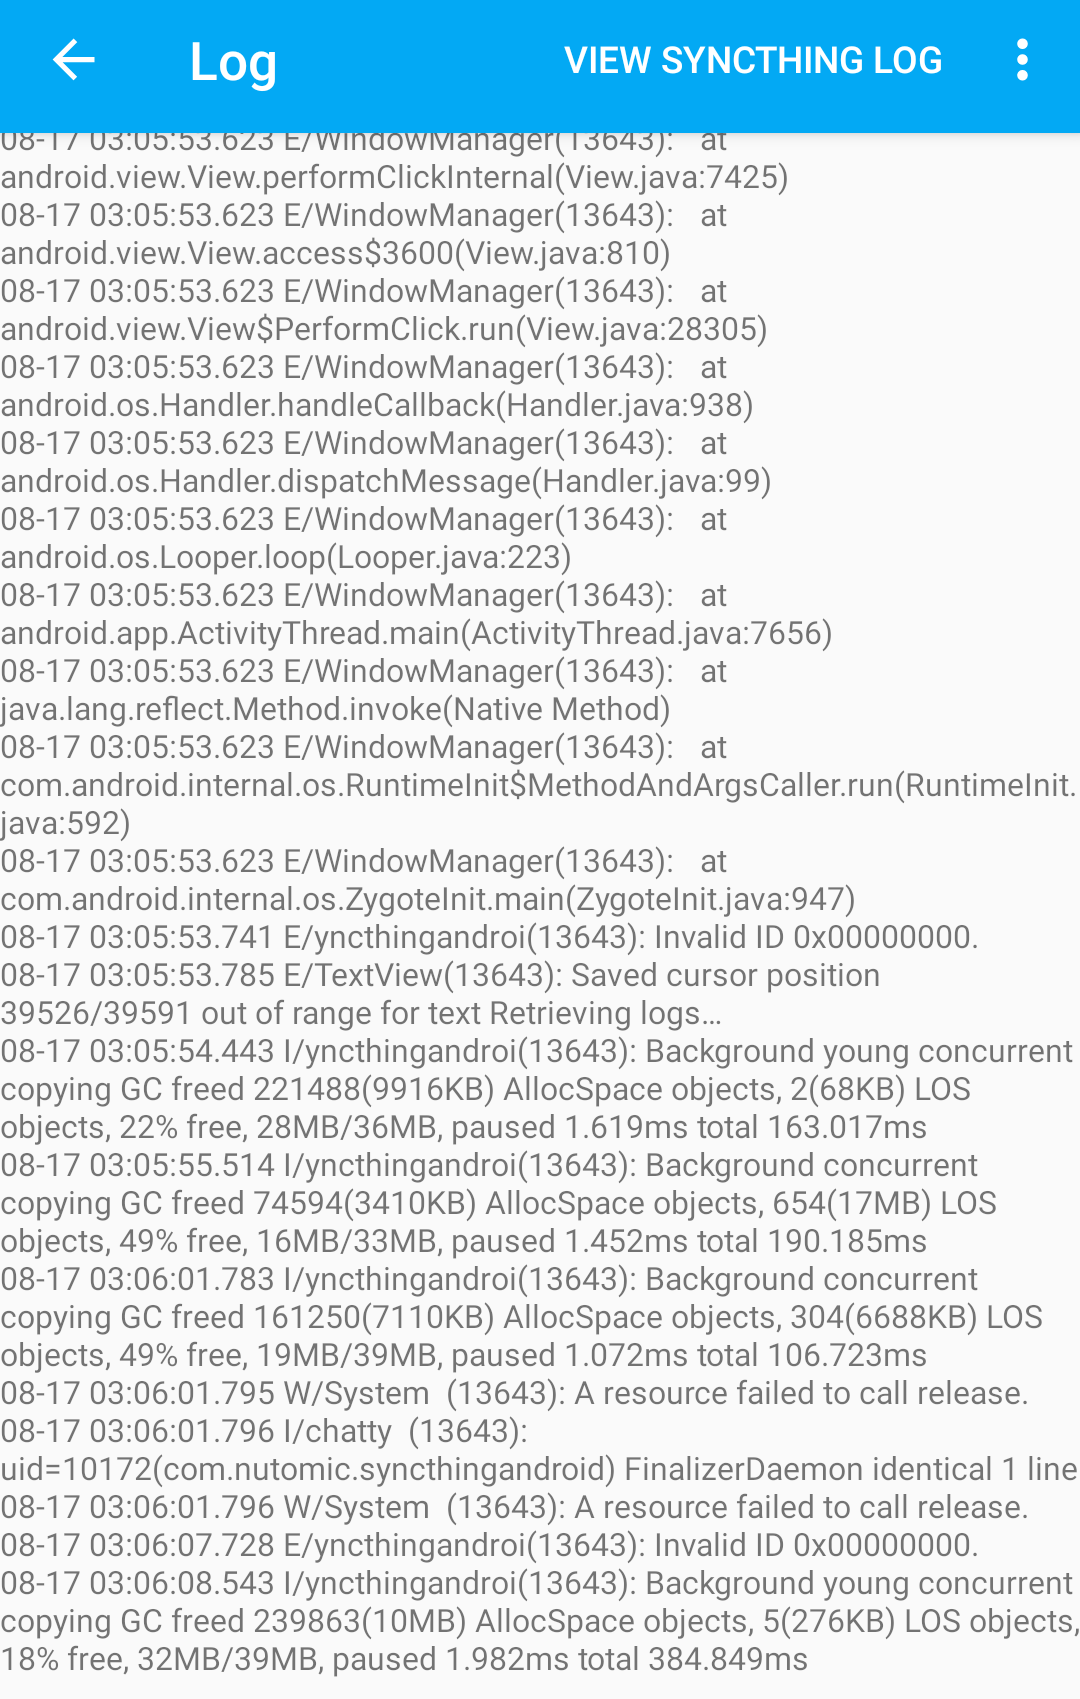 Log
VIEW SYNCTHING LOG
08-17 03:05:53.623 E/WindowManager(13643):   at
android.view.View.performClickInternal(View.java:7425)
08-17 03:05:53.623 E/WindowManager(13643):   at
android.view.View.access$3600(View.java:810)
08-17 03:05:53.623 E/WindowManager(13643):   at
android.view.View$PerformClick.run(View.java:28305)
08-17 03:05:53.623 E/WindowManager(13643):   at
android.os.Handler.handleCallback(Handler.java:938)
08-17 03:05:53.623 E/WindowManager(13643):   at
android.os.Handler.dispatchMessage(Handler.java:99)
08-17 03:05:53.623 E/WindowManager(13643):   at
android.os.Looper.loop(Looper.java:223)
08-17 03:05:53.623 E/WindowManager(13643):   at
android.app.ActivityThread.main(ActivityThread.java:7656)
08-17 03:05:53.623 E/WindowManager(13643):   at
java.lang.reflect.Method.invoke(Native Method)
08-17 03:05:53.623 E/WindowManager(13643):   at
com.android.internal.os.RuntimeInit$MethodAndArgsCaller.run(RuntimeInit.
java:592)
08-17 03:05:53.623 E/WindowManager(13643):   at
com.android.internal.os.ZygoteInit.main(ZygoteInit.java:947)
08-17 03:05:53.741 E/yncthingandroi(13643): Invalid ID 0x00000000.
08-17 03:05:53.785 E/TextView(13643): Saved cursor position
39526/39591 out of range for text Retrieving logs…
08-17 03:05:54.443 I/yncthingandroi(13643): Background young concurrent
copying GC freed 221488(9916KB) AllocSpace objects, 2(68KB) LOS
objects, 22% free, 28MB/36MB, paused 1.619ms total 163.017ms
08-17 03:05:55.514 I/yncthingandroi(13643): Background concurrent
copying GC freed 74594(3410KB) AllocSpace objects, 654(17MB) LOS
objects, 49% free, 16MB/33MB, paused 1.452ms total 190.185ms
08-17 03:06:01.783 I/yncthingandroi(13643): Background concurrent
copying GC freed 161250(7110KB) AllocSpace objects, 304(6688KB) LOS
objects, 49% free, 19MB/39MB, paused 1.072ms total 106.723ms
08-17 03:06:01.795 W/System  (13643): A resource failed to call release.
08-17 03:06:01.796 I/chatty  (13643):
uid=10172(com.nutomic.syncthingandroid) FinalizerDaemon identical 1 line
08-17 03:06:01.796 W/System  (13643): A resource failed to call release.
08-17 03:06:07.728 E/yncthingandroi(13643): Invalid ID 0x00000000.
08-17 03:06:08.543 I/yncthingandroi(13643): Background young concurrent
copying GC freed 239863(10MB) AllocSpace objects, 5(276KB) LOS objects,
18% free, 32MB/39MB, paused 1.982ms total 384.849ms